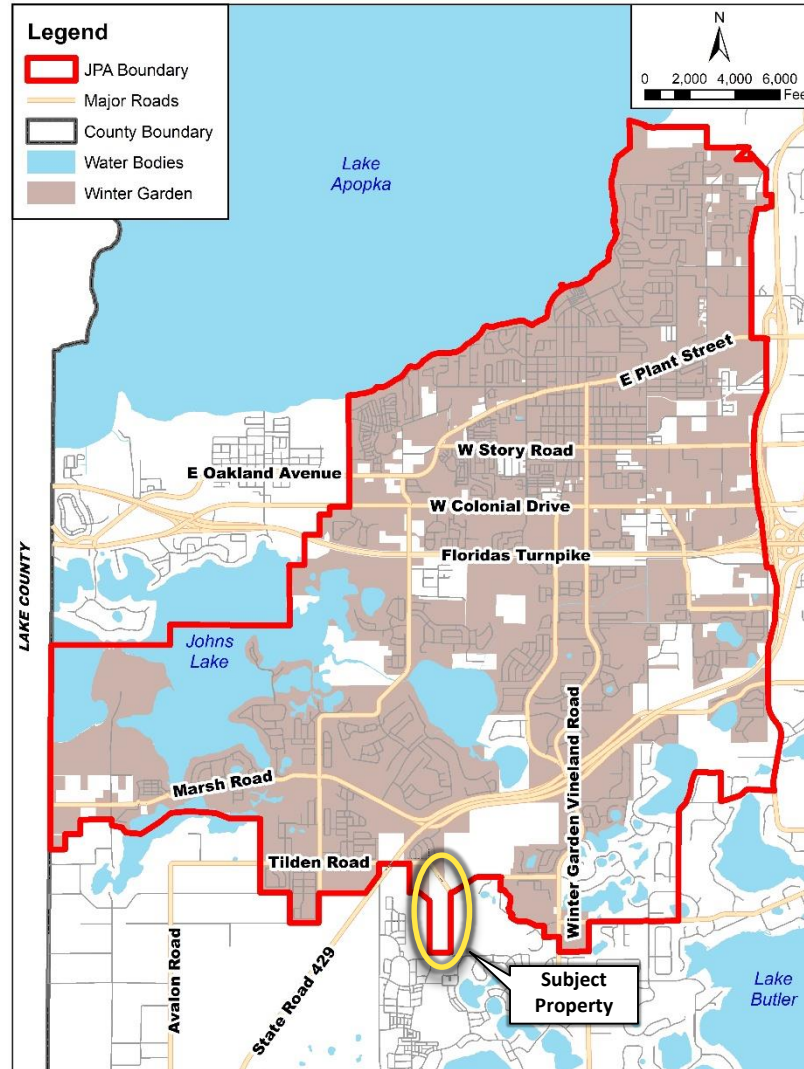 Legend
JPA Boundary
Major Roads
County Boundary
Water Bodies
Winter Garden
N
0 2,000 4,000 6,000
Fee
Lake
Apopka
E Plant Street
W Story Road
E Oakland Avenue
W Colonial Drive
Floridas Turnpike
LAKE COUNTY
Johns
Lake
Marsh Road
Winter Garden Vineland Road
Tilden Road
Avalon Road
State Road 429
Subject
Property
Lake
Butler